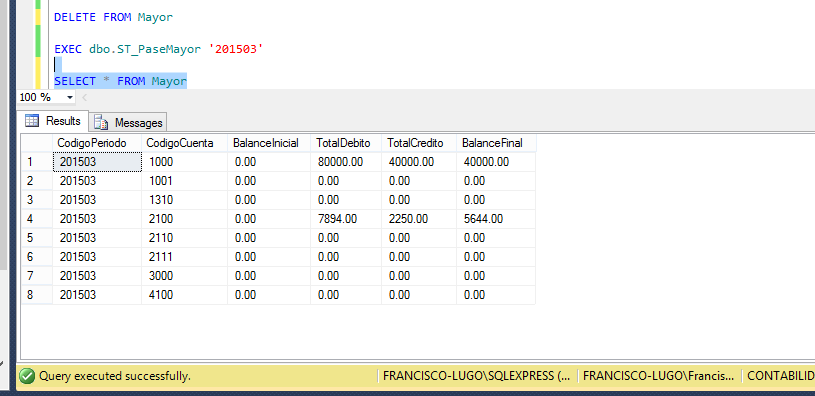 DELETE FROM Mayor
EXEC dbo.ST_PaseMayor '201503'
SELECT * FROM Mayor
100 %
Results Messages
CodigoPeriodo CodigoCuenta BalanceInicial TotalDebito TotalCredito BalanceFinal
1 201503 1000 0.00 80000.00 40000.00 40000.00
2 201503 1001 0.00 0.00 0.00 0.00
3 201503 1310 0.00 0.00 0.00 0.00
4 201503 2100 0.00 7894.00 2250.00 5644.00
5 201503 2110 0.00 0.00 0.00 0.00
6 201503 2111 0.00 0.00 0.00 0.00
7 201503 3000 0.00 0.00 0.00 0.00
8 201503 4100 0.00 0.00 0.00 0.00
Query executed successfully. FRANCISCO-LUGO\SQLEXPRESS (... FRANCISCO-LUGO\Francis... CONTABILID